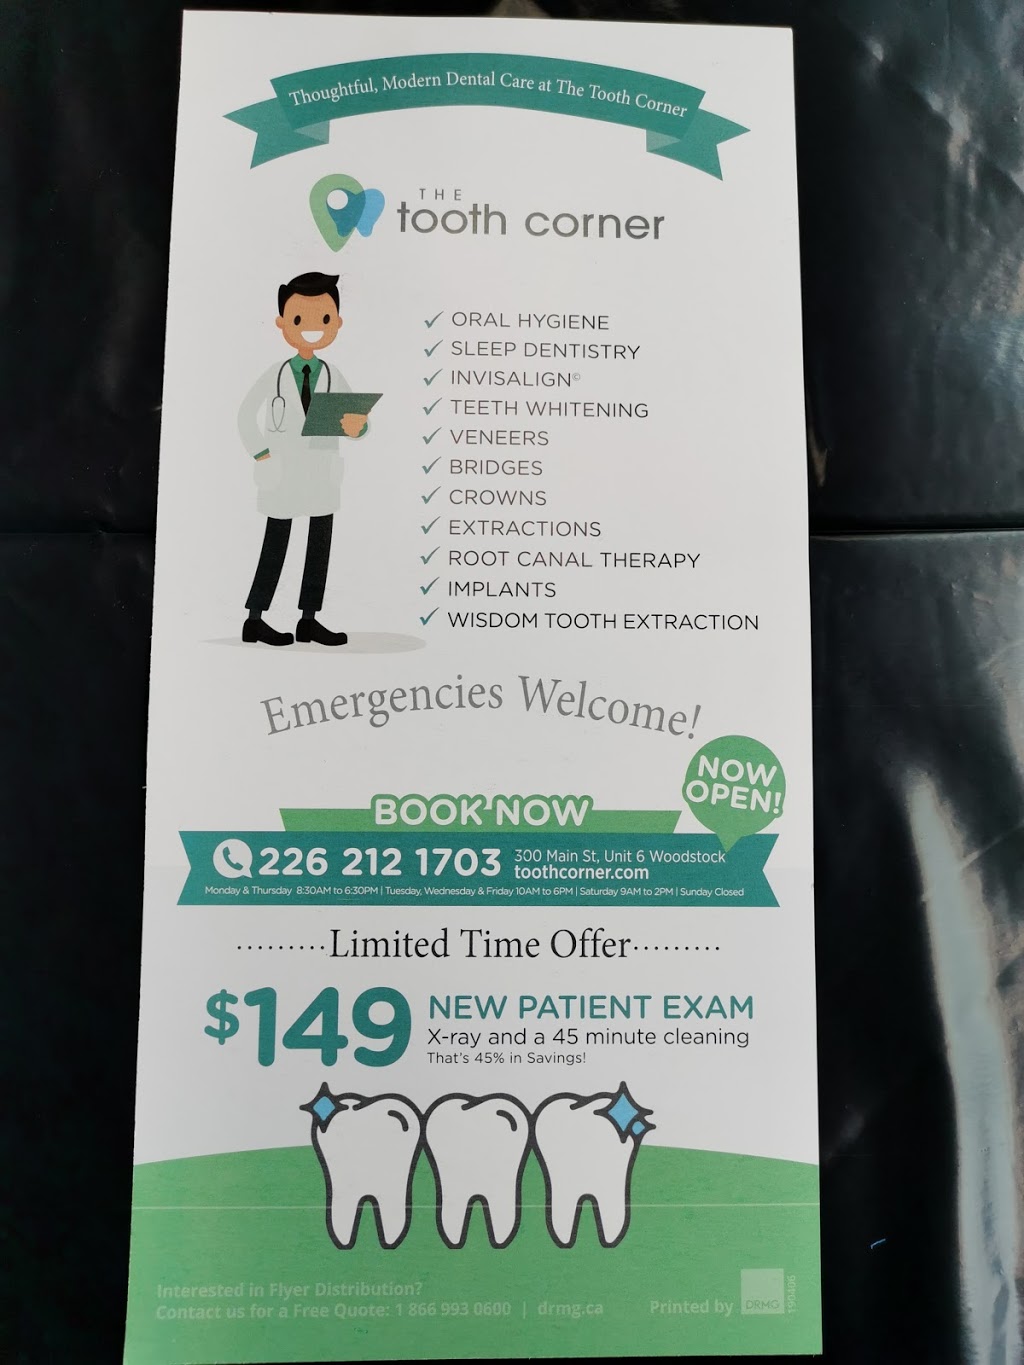 Thoughtful, Modern Dental Care at The Tooth Corner
THE
tooth corner
✓ ORAL HYGIENE
✓ SLEEP DENTISTRY
✓ INVISALIGN©
✓ TEETH WHITENING
✓ VENEERS
✓ BRIDGES
✓ CROWNS
✓ EXTRACTIONS
✓ ROOT CANAL THERAPY
✓ IMPLANTS
✓ WISDOM TOOTH EXTRACTION
Emergencies Welcome!
NOW
OPEN!
BOOK NOW
226 212 1703
300 Main St, Unit 6 Woodstock
toothcorner.com
Monday & Thursday 8:30AM to 6:30PM | Tuesday, Wednesday & Friday 10AM to 6PM | Saturday 9AM to 2PM | Sunday Closed
.........Limited Time Offer.........
$149
NEW PATIENT EXAM
X-ray and a 45 minute cleaning
That's 45% in Savings!
Interested in Flyer Distribution?
Contact us for a Free Quote: 1 866 993 0600 | drmg.ca
Printed by
DRMG
190406